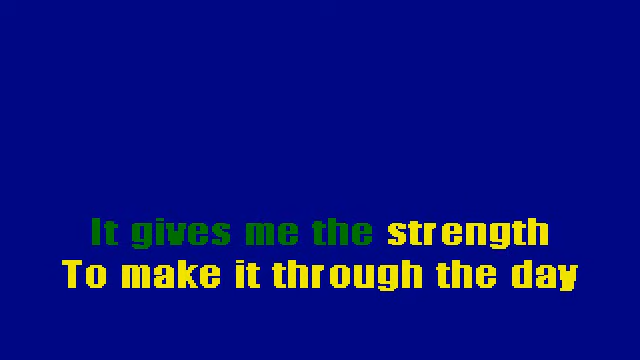 It gives me the strength
To make it through the day